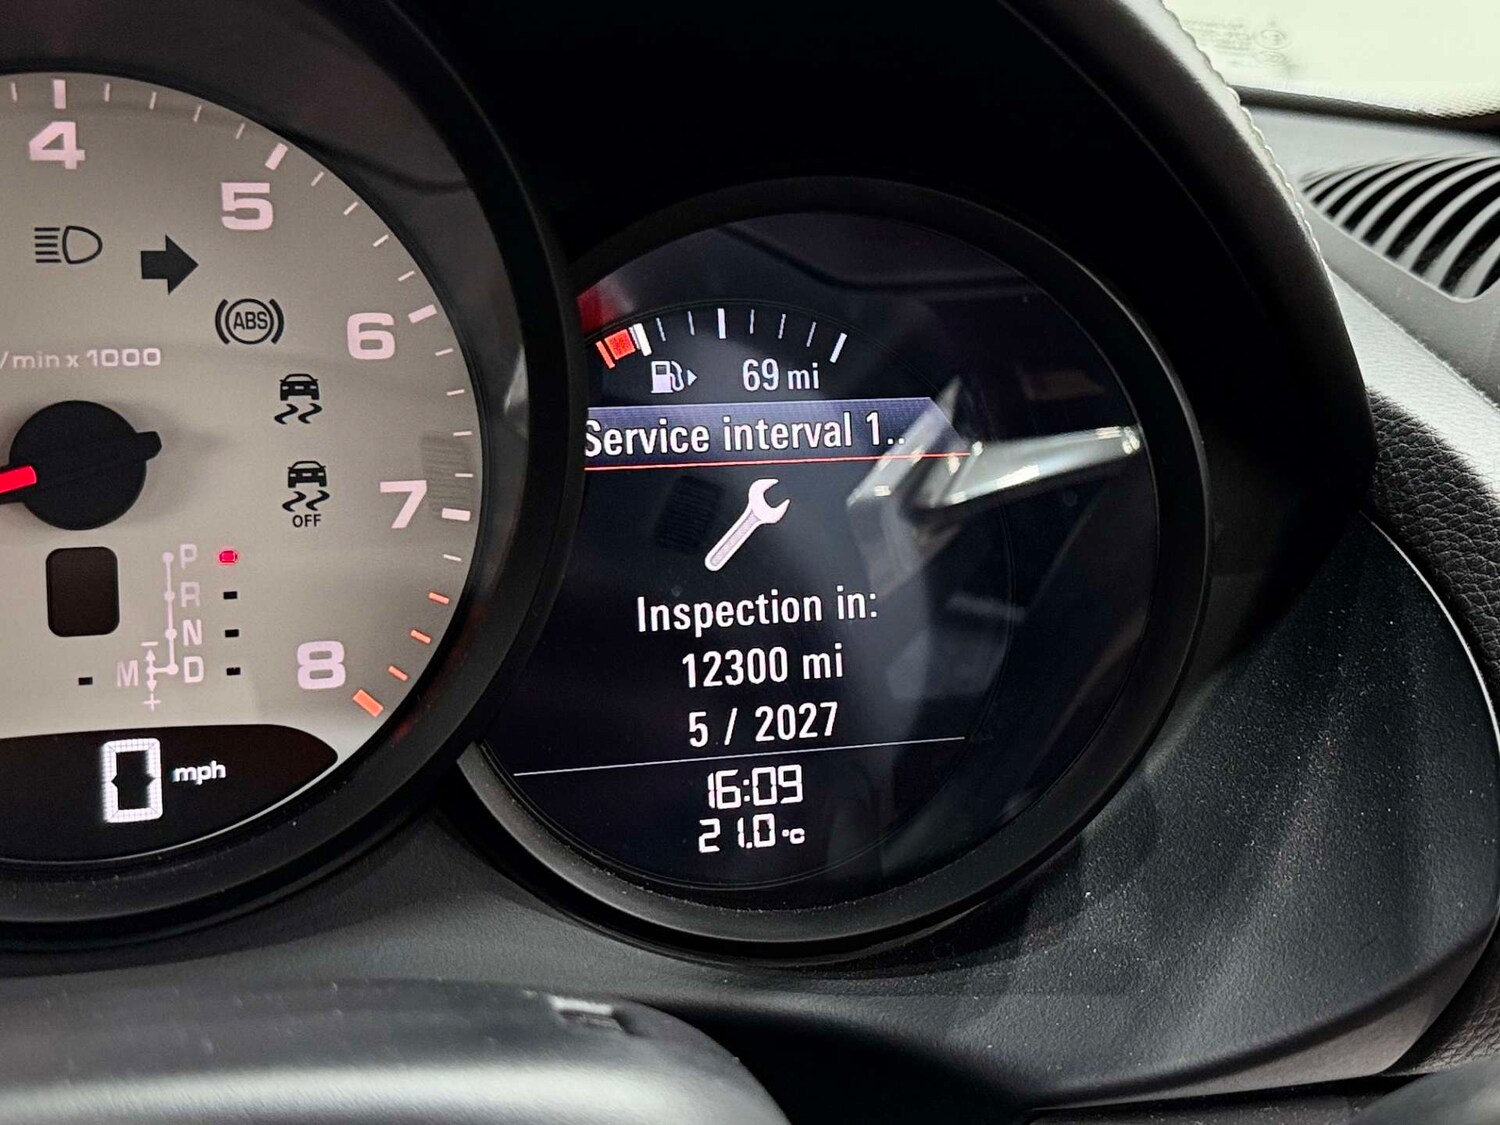 4
5
6
7
8
ABS
/min x 1000
OFF
P
R
N
M D
+
0 mph
69 mi
Service interval 1..
Inspection in:
12300 mi
5 / 2027
16:09
21.0 °C